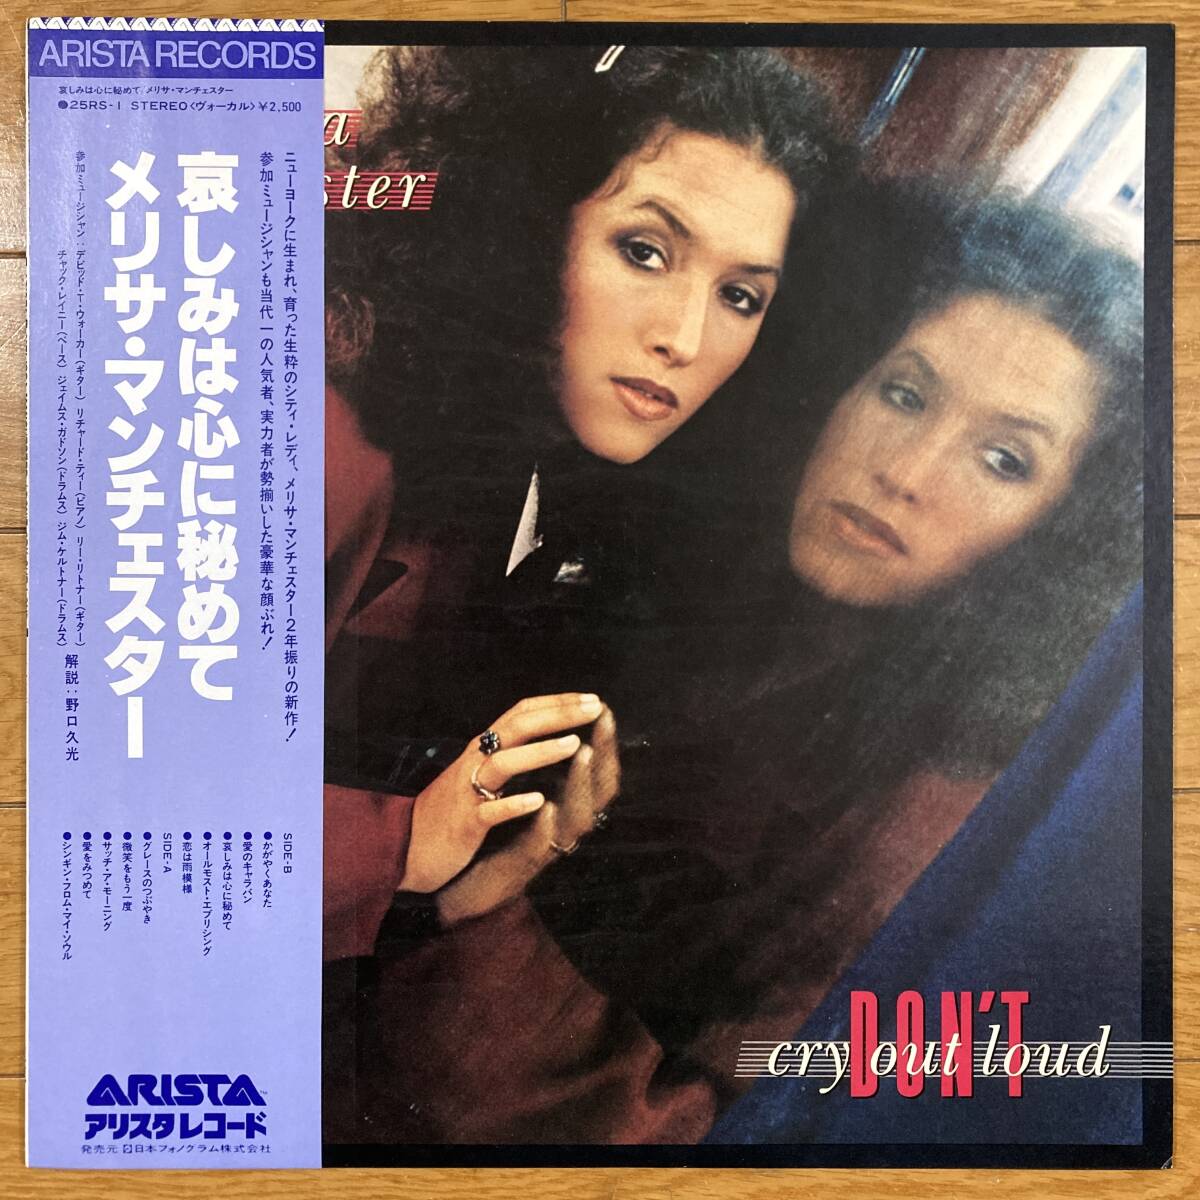 ARISTA RECORDS
哀しみは心に秘めて/メリサ・マンチェスター
●25RS-1 STEREO〈ヴォーカル〉¥2,500
ニューヨークに生まれ、育った生粋のシティ・レディ、メリサ・マンチェスター2年振りの新作!
参加ミュージシャンも当代一の人気者、実力者が勢揃いした豪華な顔ぶれ!
哀しみは心に秘めて
メリサ・マンチェスター
参加ミュージシャン:デビッド・T・ウォーカー(ギター) リチャード・ティー(ピアノ) リー・リトナー(ギター)
チャック・レイニー(ベース) ジェイムス・ガドソン(ドラムス) ジム・ケルトナー(ドラムス)
解説:野口久光
SIDE-B
●かがやくあなた
●愛のキャラバン
●哀しみは心に秘めて
●オールモスト・エブリシング
●恋は雨模様
SIDE-A
●グレースのつぶやき
●微笑をもう一度
●サッチ・ア・モーニング
●愛をみつめて
●シンギン・フロム・マイ・ソウル
ARISTA
アリスタレコード
発売元 日本フォノグラム株式会社
a
ster
DON'T
cry out loud